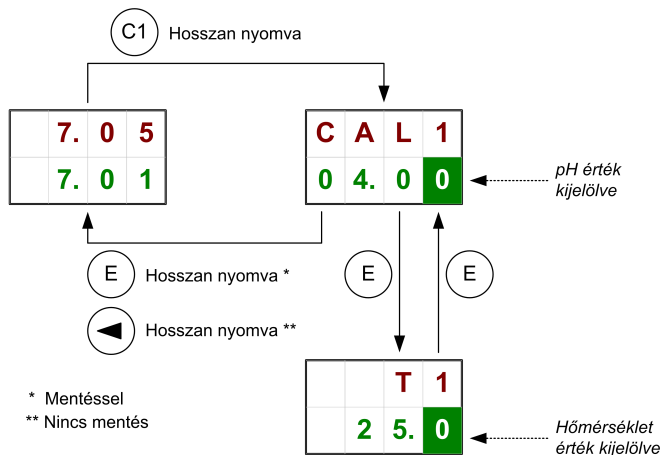 C1 Hosszan nyomva
7. 0 5
7. 0 1
C A L 1
0 4. 0 0
pH érték
kijelölve
E Hosszan nyomva *
E
E
Hosszan nyomva **
* Mentéssel
** Nincs mentés
T 1
2 5. 0
Hőmérséklet
érték kijelölve